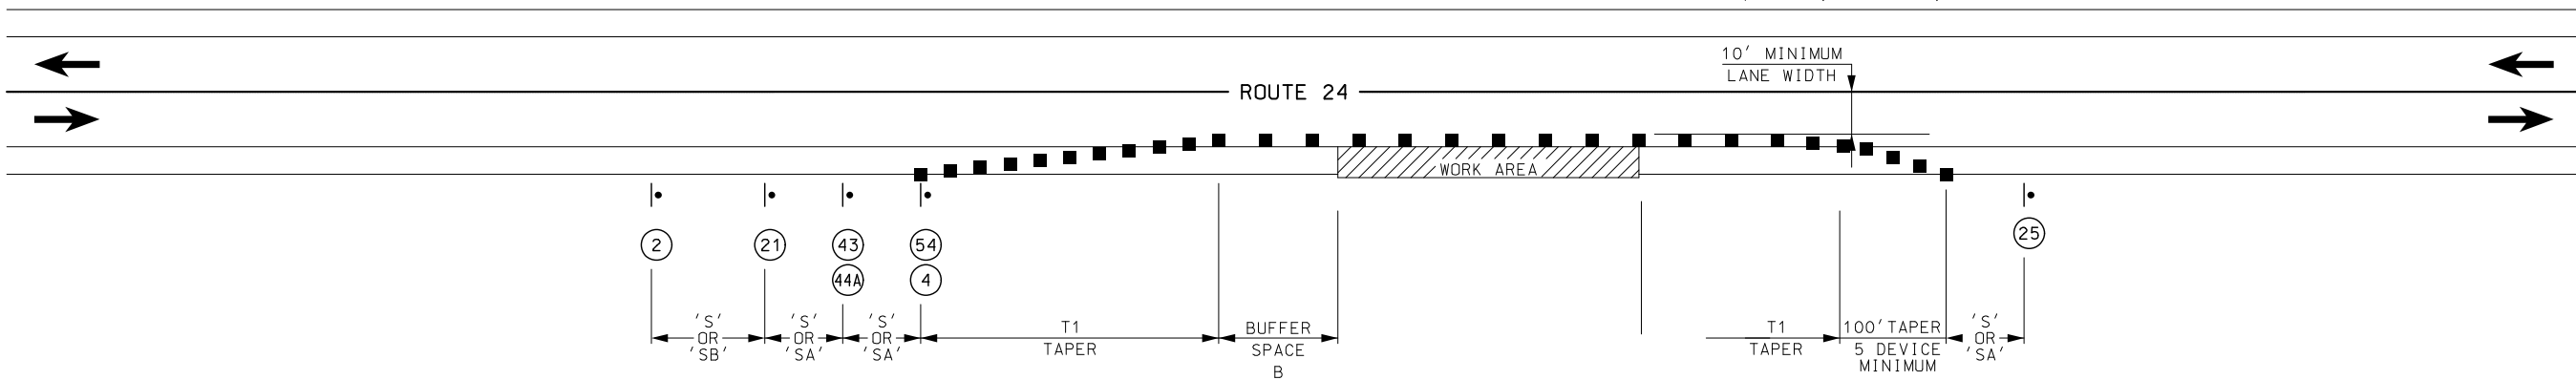 10' MINIMUM
LANE WIDTH
ROUTE 24
WORK AREA
2
21
43
54
44A
4
25
'S'
OR
'SB'
'S'
OR
'SA'
'S'
OR
'SA'
T1
TAPER
BUFFER
SPACE
B
T1
TAPER
100' TAPER
5 DEVICE
MINIMUM
'S'
OR
'SA'